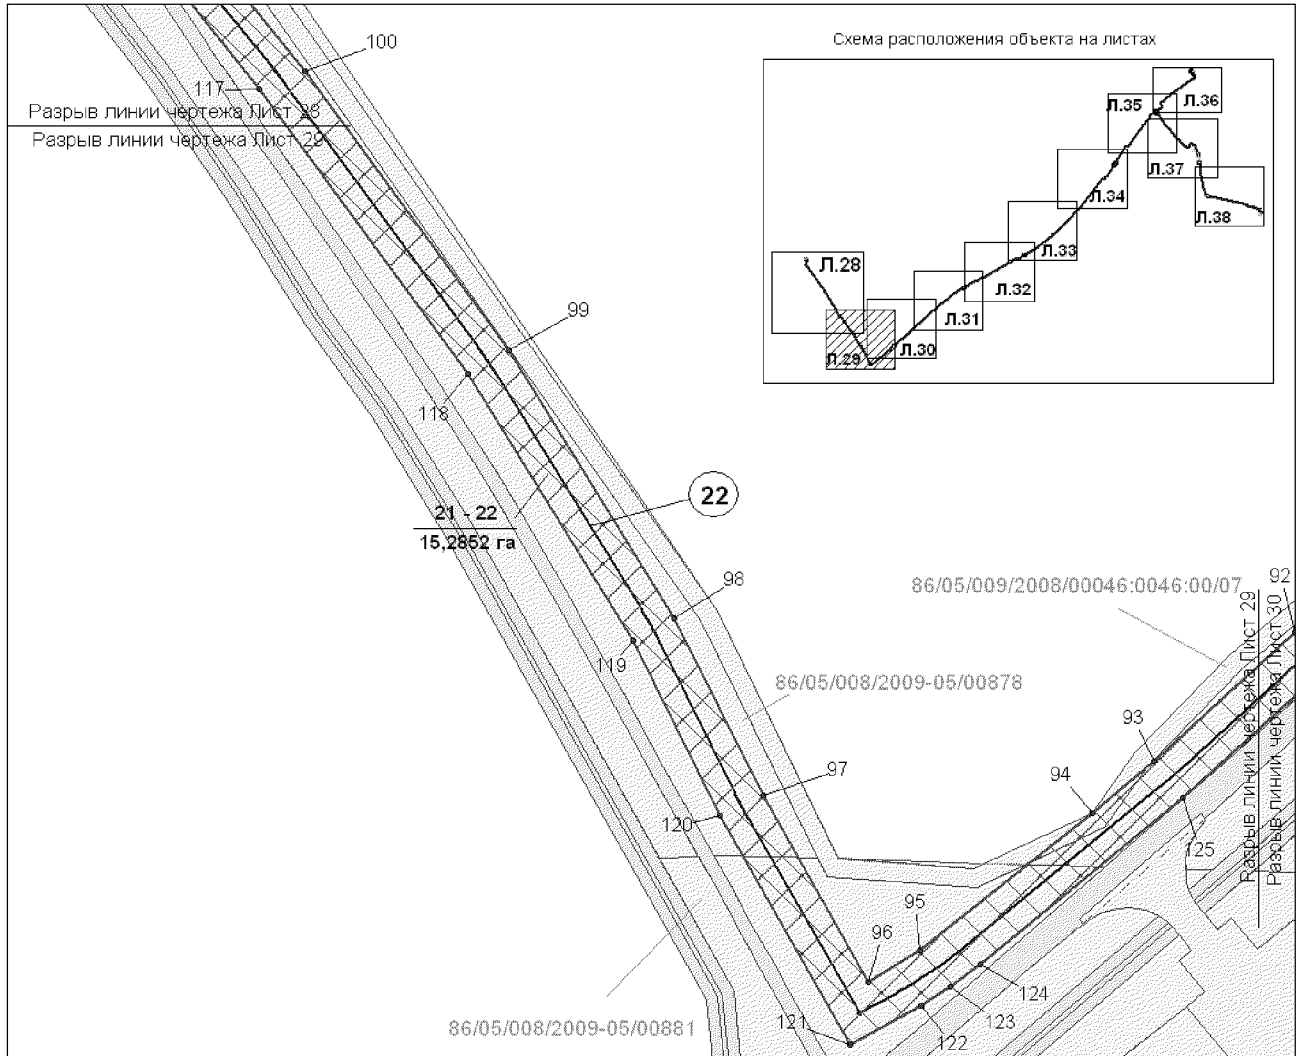 100
Схема расположения объекта на листах
117
Разрыв линии чертежа Лист 28
Разрыв линии чертежа Лист 29
Л.35
Л.36
Л.37
Л.34
Л.38
Л.33
Л.28
Л.32
Л.31
Л.30
Л.29
99
118
22
21 - 22
15,2852 га
98
86/05/009/2008/00046:0046:00/07
92
Разрыв линии чертежа Лист 29
Разрыв линии чертежа Лист 30
119
86/05/008/2009-05/00878
93
94
97
120
125
95
96
124
123
121
122
86/05/008/2009-05/00881